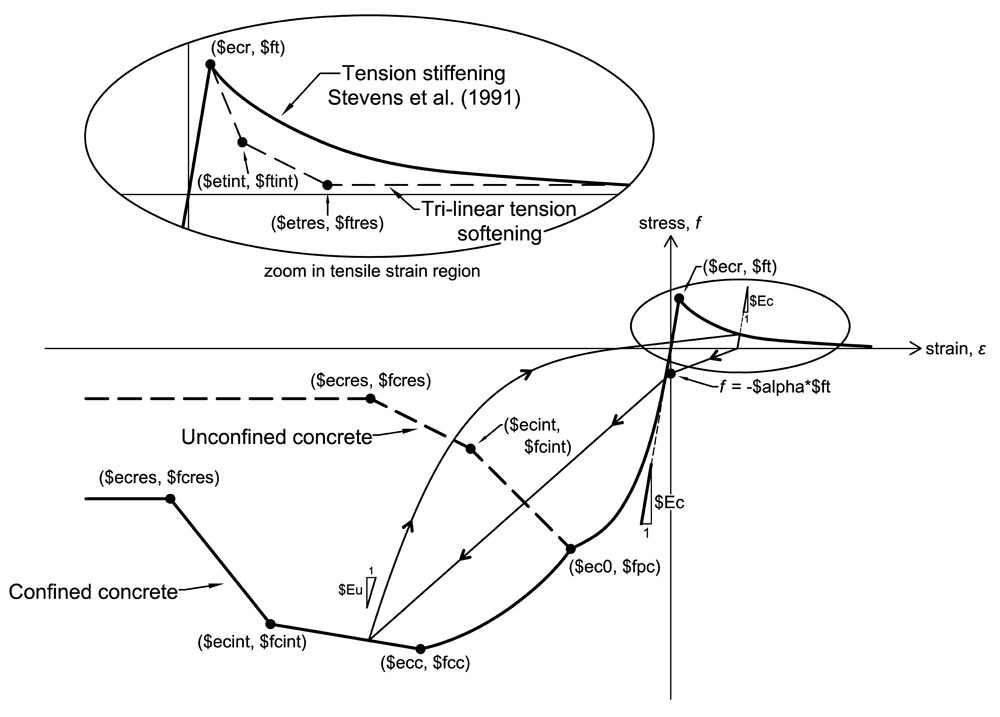 ($ecr, $ft)
Tension stiffening
Stevens et al. (1991)
($etint, $ftint)
($etres, $ftres)
Tri-linear tension
softening
zoom in tensile strain region
stress, f
($ecr, $ft)
$Ec
1
strain, ε
f = -$alpha*$ft
($ecres, $fcres)
Unconfined concrete
($ecint,
$fcint)
($ecres, $fcres)
$Ec
1
($ec0, $fpc)
1
$Eu
Confined concrete
($ecint, $fcint)
($ecc, $fcc)